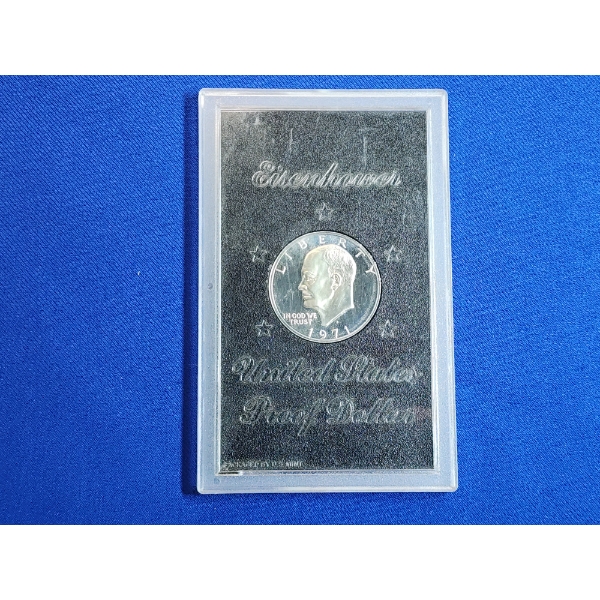 Eisenhower
LIBERTY
IN GOD WE
TRUST
1971
United States
Proof Dollar
PACKAGED BY U.S. MINT